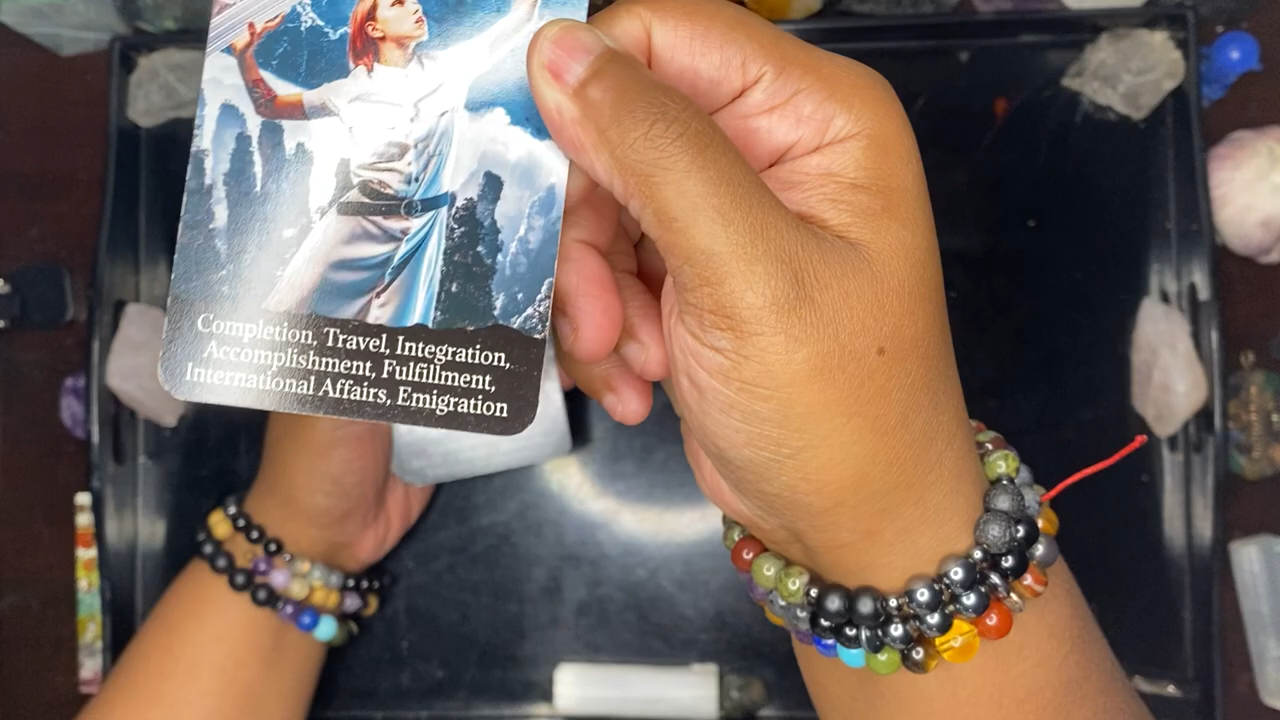 Completion, Travel, Integration,
Accomplishment, Fulfillment,
International Affairs, Emigration